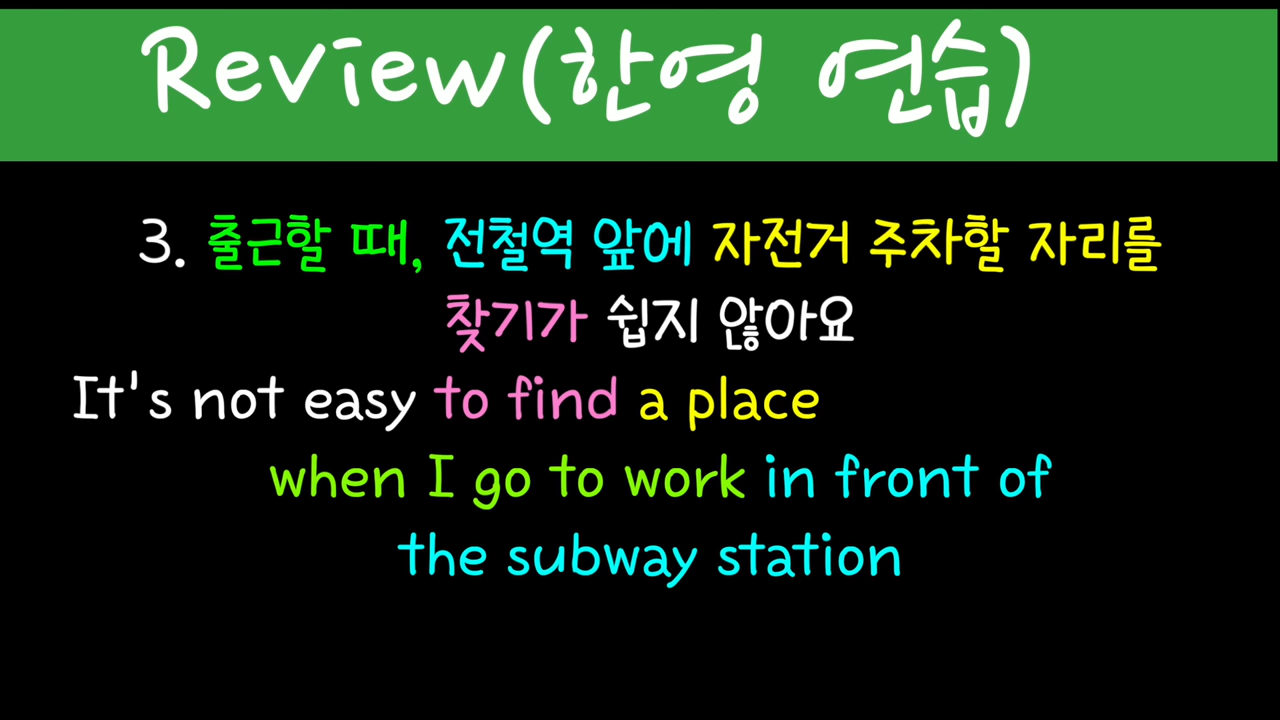 Review(한영 연습)
3. 출근할 때, 전철역 앞에 자전거 주차할 자리를
찾기가 쉽지 않아요
It's not easy to find a place
when I go to work in front of
the subway station